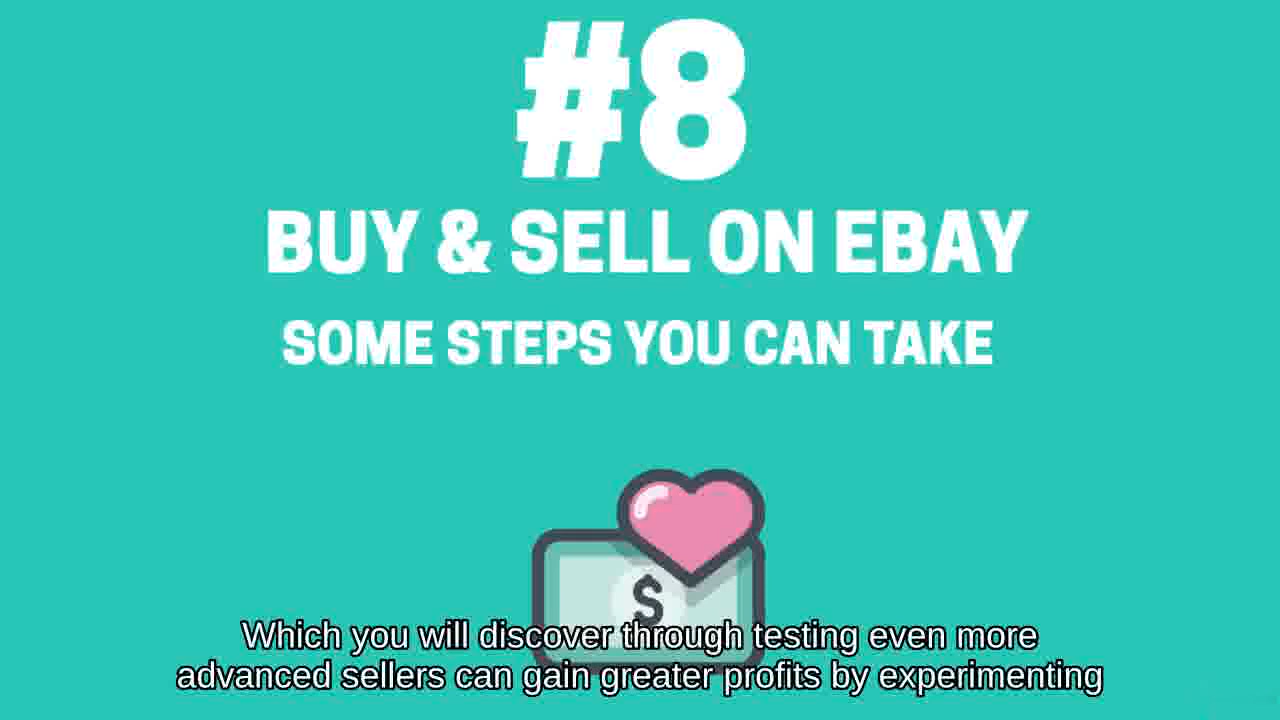 #8
BUY & SELL ON EBAY
SOME STEPS YOU CAN TAKE
$
Which you will discover through testing even more
advanced sellers can gain greater profits by experimenting